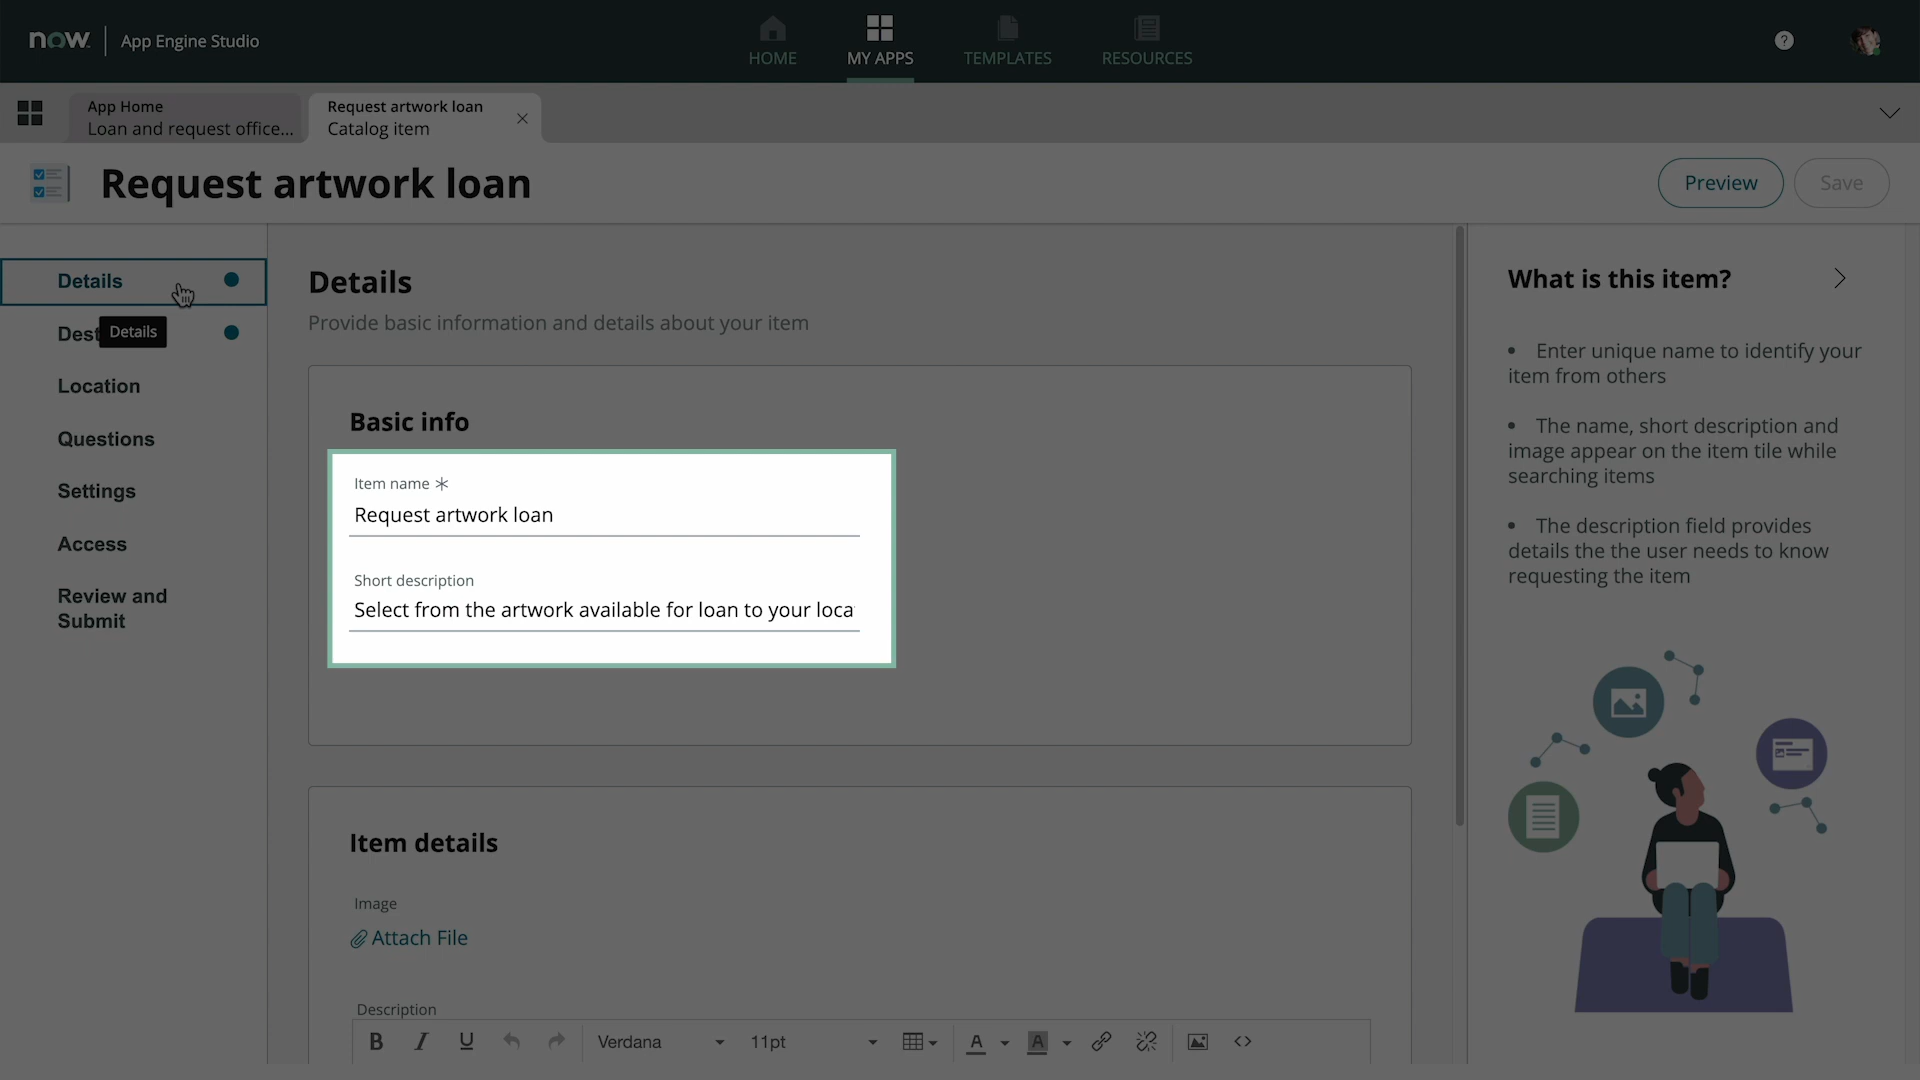 now. App Engine Studio
HOME
MY APPS
TEMPLATES
RESOURCES
?
App Home
Loan and request office...
Request artwork loan
Catalog item
Request artwork loan
Preview
Save
Details
Dest
Details
Location
Questions
Settings
Access
Review and
Submit
Details
Provide basic information and details about your item
Basic info
Item name *
Request artwork loan
Short description
Select from the artwork available for loan to your loca
Item details
Image
Attach File
Description
B I U Verdana 11pt A A <>
What is this item?
• Enter unique name to identify your
item from others
• The name, short description and
image appear on the item tile while
searching items
• The description field provides
details the the user needs to know
requesting the item